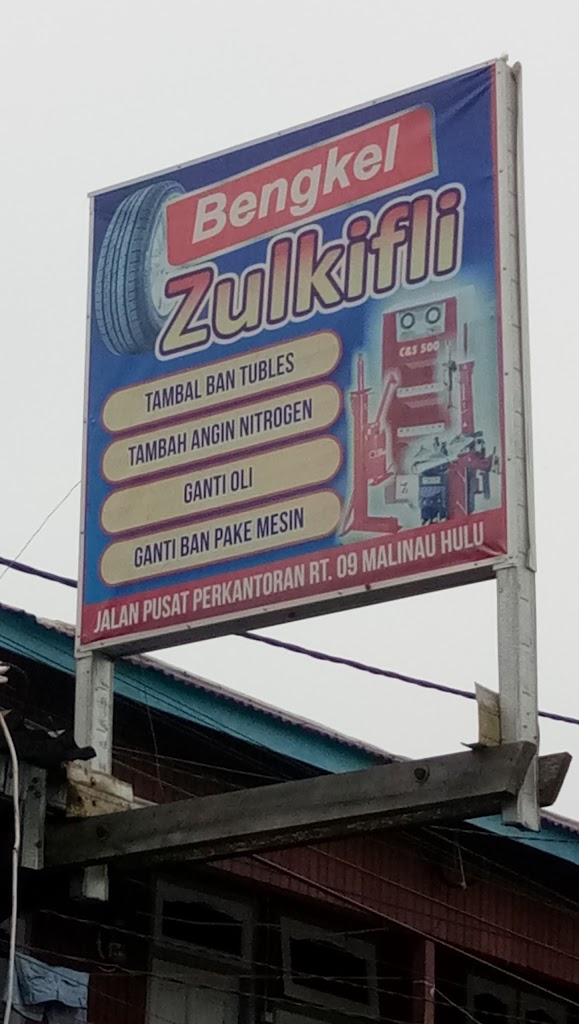 Bengkel
Zulkifli
C&S 500
TAMBAL BAN TUBLES
TAMBAH ANGIN NITROGEN
GANTI OLI
GANTI BAN PAKE MESIN
JALAN PUSAT PERKANTORAN RT. 09 MALINAU HULU